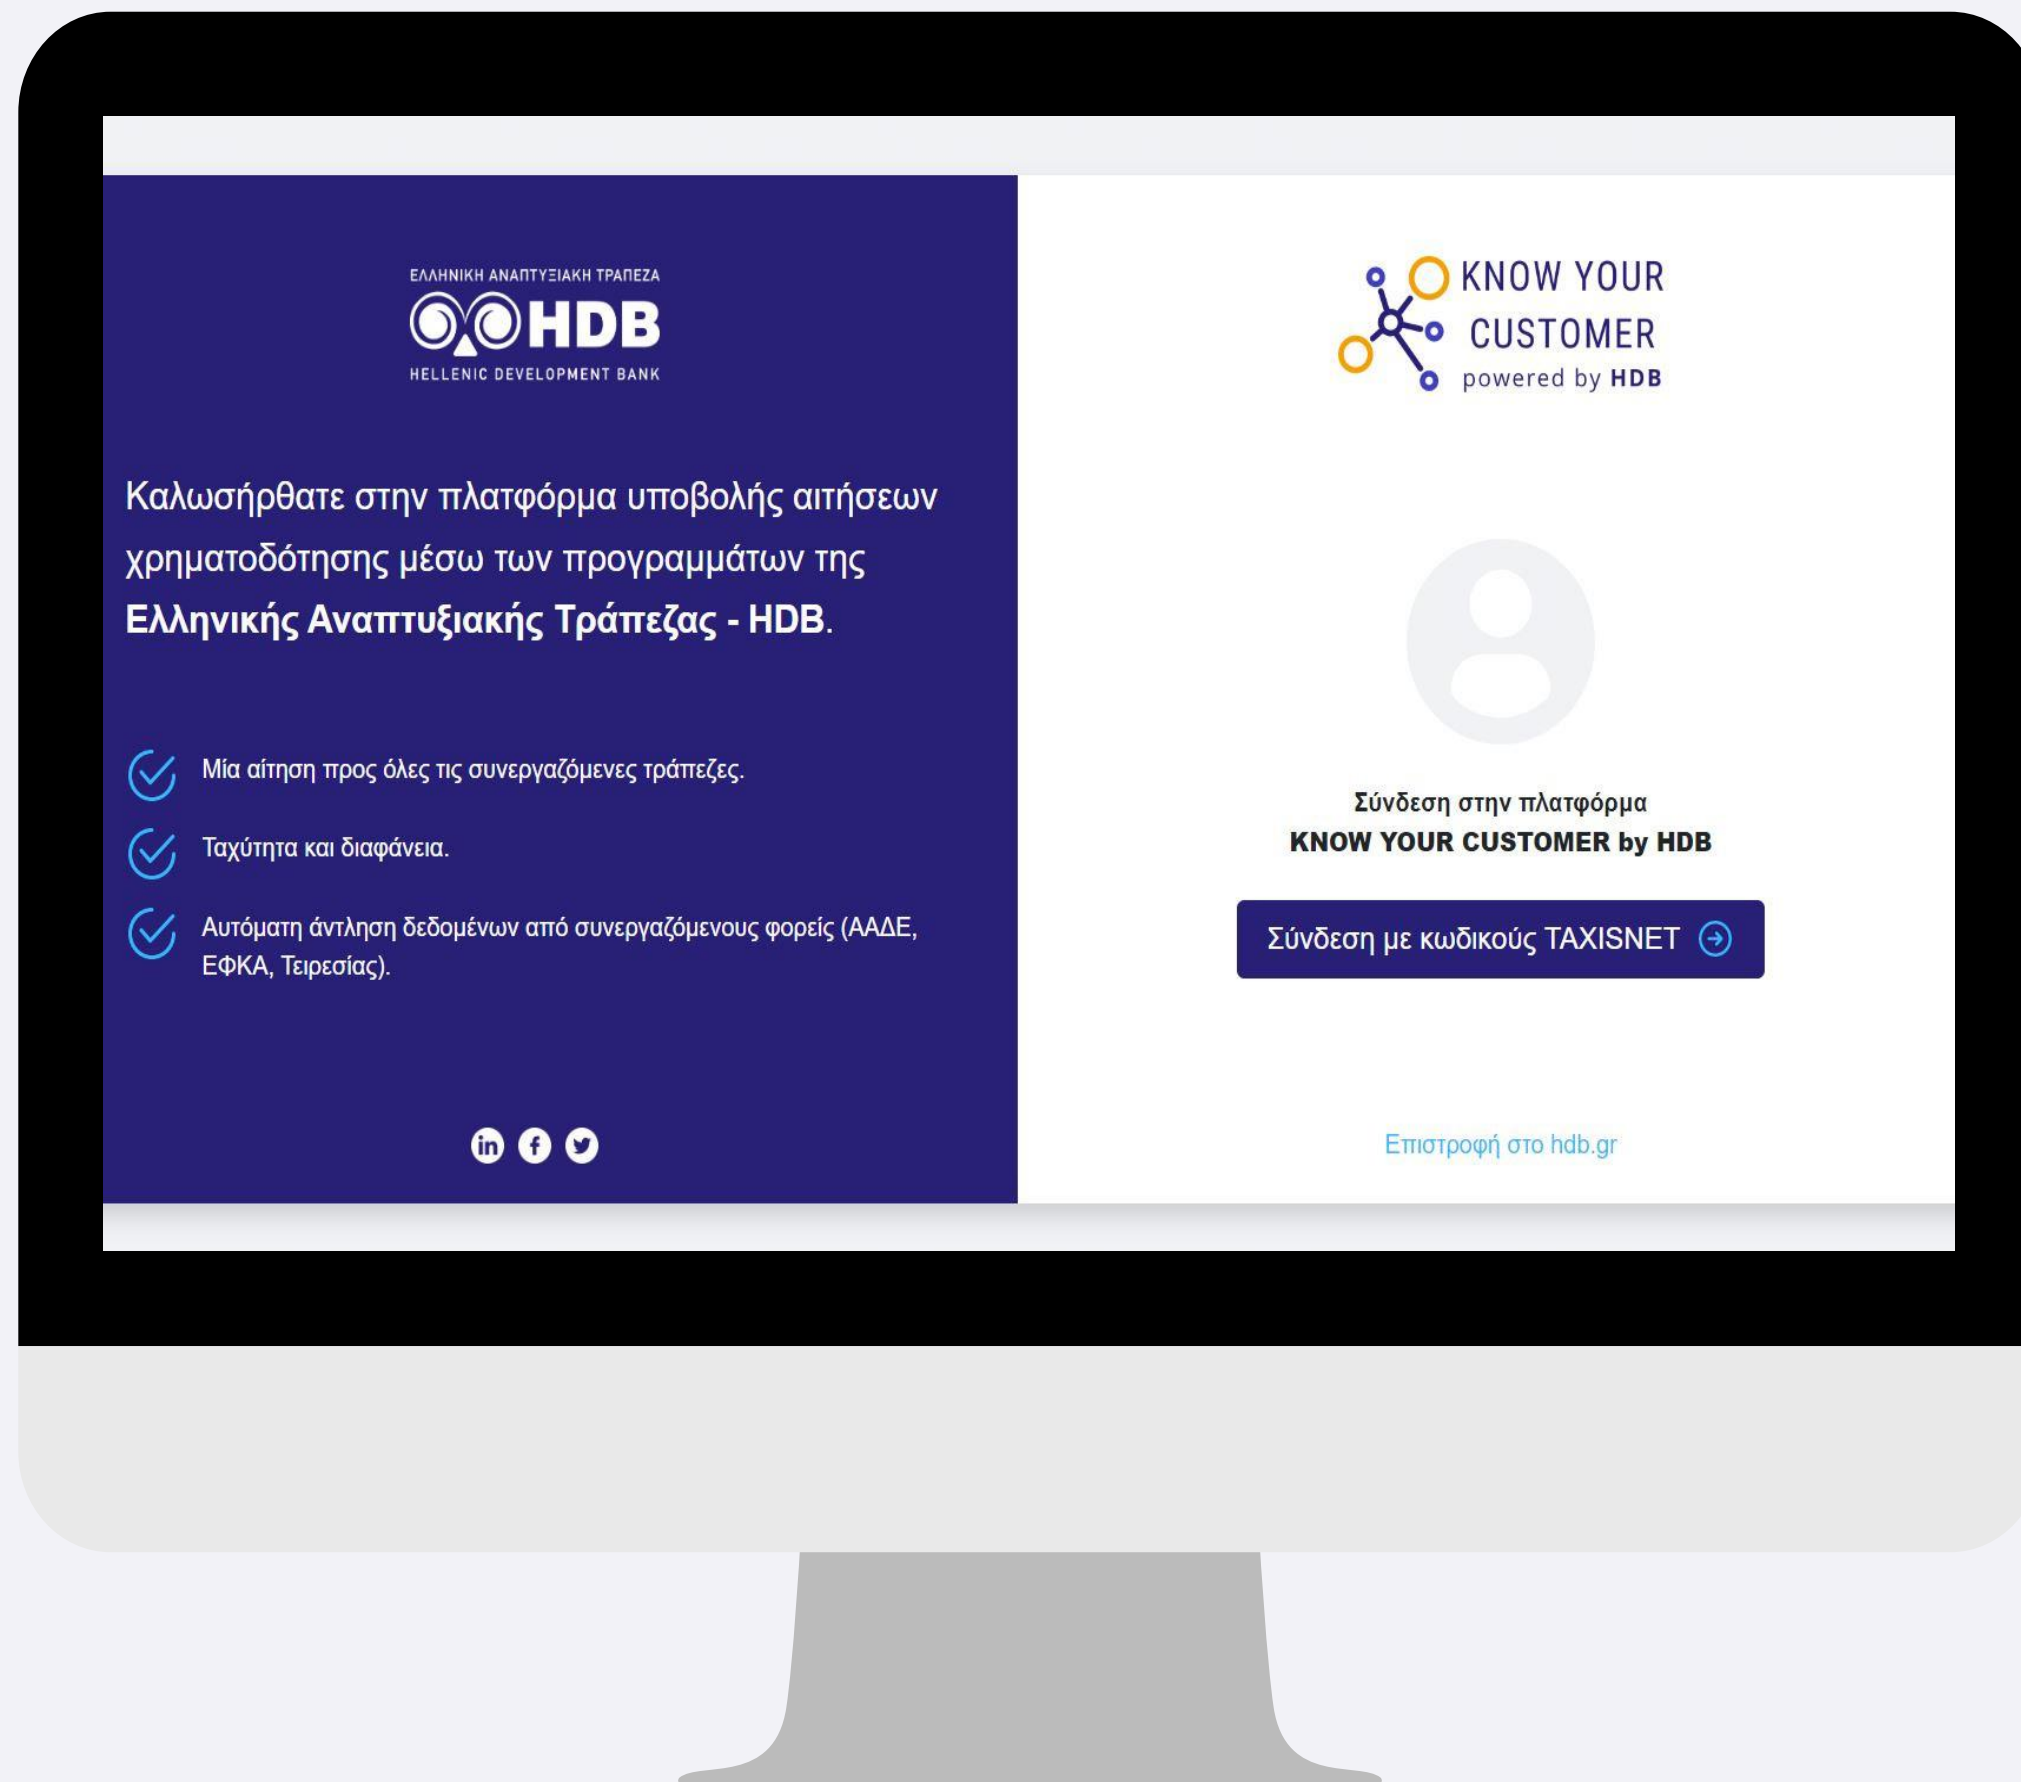 ΕΛΛΗΝΙΚΗ ΑΝΑΠΤΥΞΙΑΚΗ ΤΡΑΠΕΖΑ
HDB
HELLENIC DEVELOPMENT BANK
Καλωσήρθατε στην πλατφόρμα υποβολής αιτήσεων
χρηματοδότησης μέσω των προγραμμάτων της
Ελληνικής Αναπτυξιακής Τράπεζας - HDB.
Μία αίτηση προς όλες τις συνεργαζόμενες τράπεζες.
Ταχύτητα και διαφάνεια.
Αυτόματη άντληση δεδομένων από συνεργαζόμενους φορείς (ΑΑΔΕ,
ΕΦΚΑ, Τειρεσίας).
in f
KNOW YOUR
CUSTOMER
powered by HDB
Σύνδεση στην πλατφόρμα
KNOW YOUR CUSTOMER by HDB
Σύνδεση με κωδικούς TAXISNET
Επιστροφή στο hdb.gr